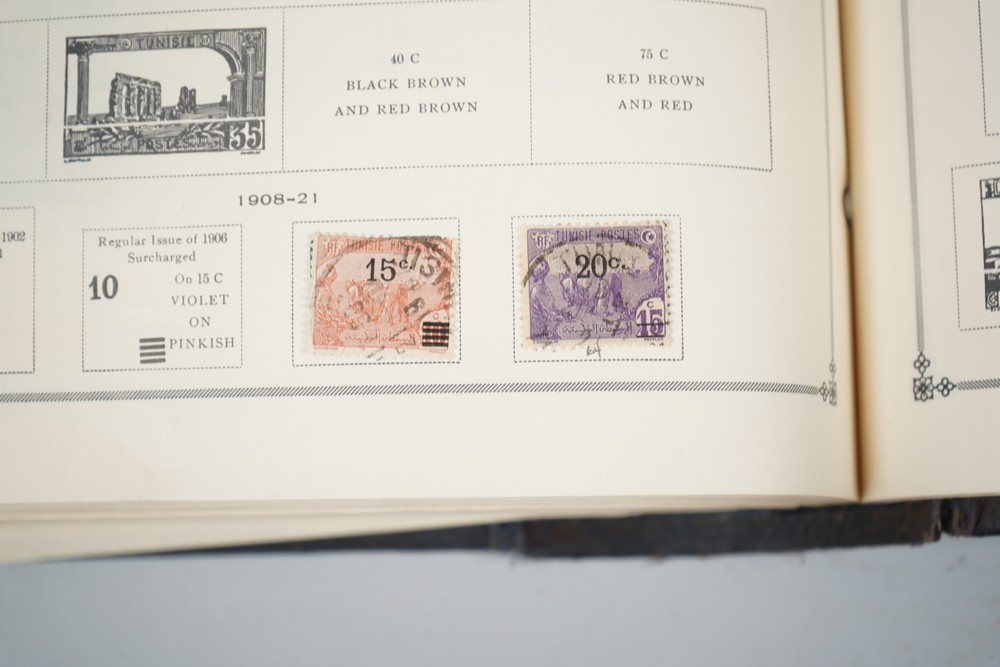 TUNISIE
POSTES 35
40 C
BLACK BROWN
AND RED BROWN
75 C
RED BROWN
AND RED
1908-21
1902
Regular Issue of 1906
Surcharged
10
On 15 C
VIOLET
ON
PINKISH
RF TUNISIE POSTES
15c.
RF TUNISIE-POSTES
20c.
C
15